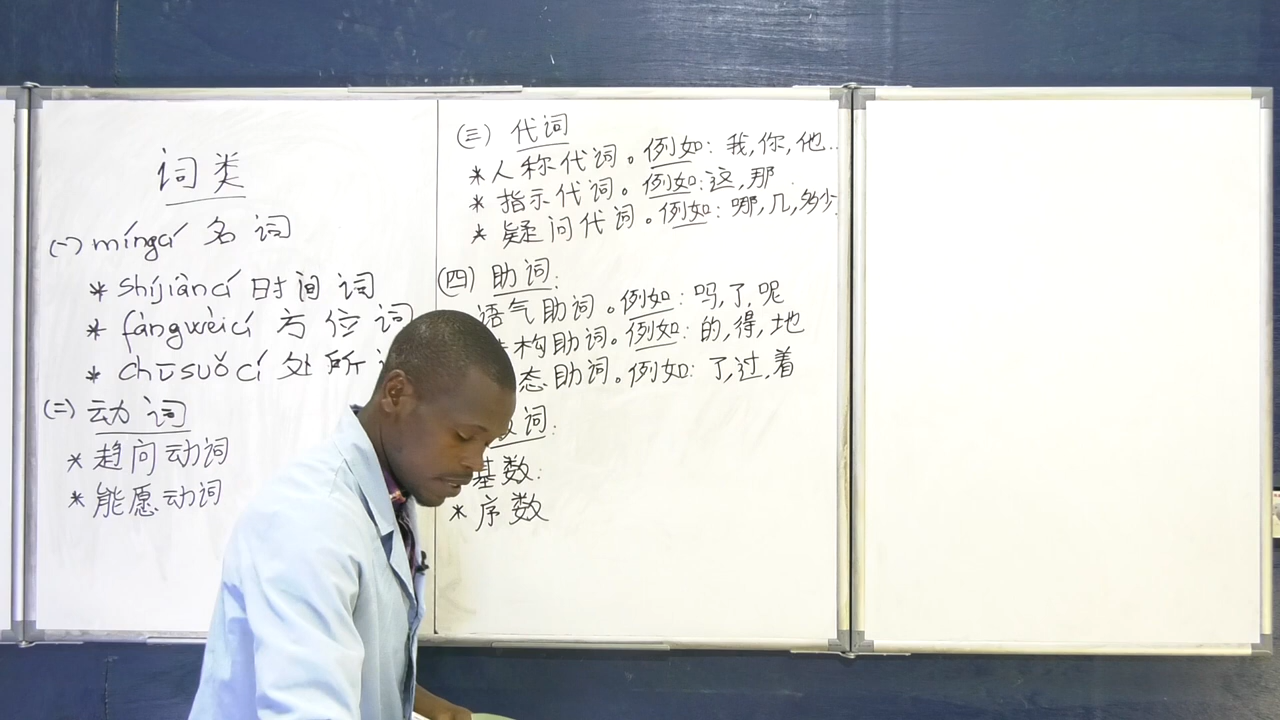 词类
(一) míngcí 名词
* shíjiāncí 时间词
* fāngwèicí 方位词
* chùsuǒcí 处所
(二) 动词
* 趋向动词
* 能愿动词
(三) 代词
* 人称代词。例如: 我,你,他..
* 指示代词。例如:这,那
* 疑问代词。例如: 哪,几,多少
(四) 助词:
语气助词。例如: 吗,了,呢
构助词。例如: 的,得,地
态助词。例如: 了,过,着
词:
基数:
* 序数